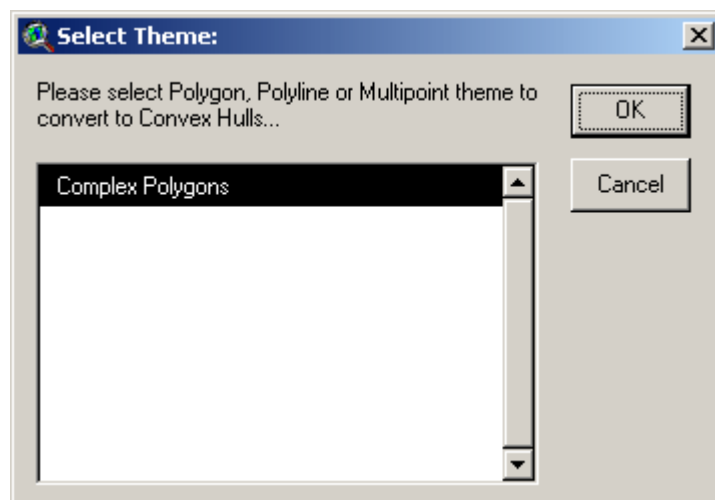 Select Theme:
Please select Polygon, Polyline or Multipoint theme to
convert to Convex Hulls...
OK
Cancel
Complex Polygons